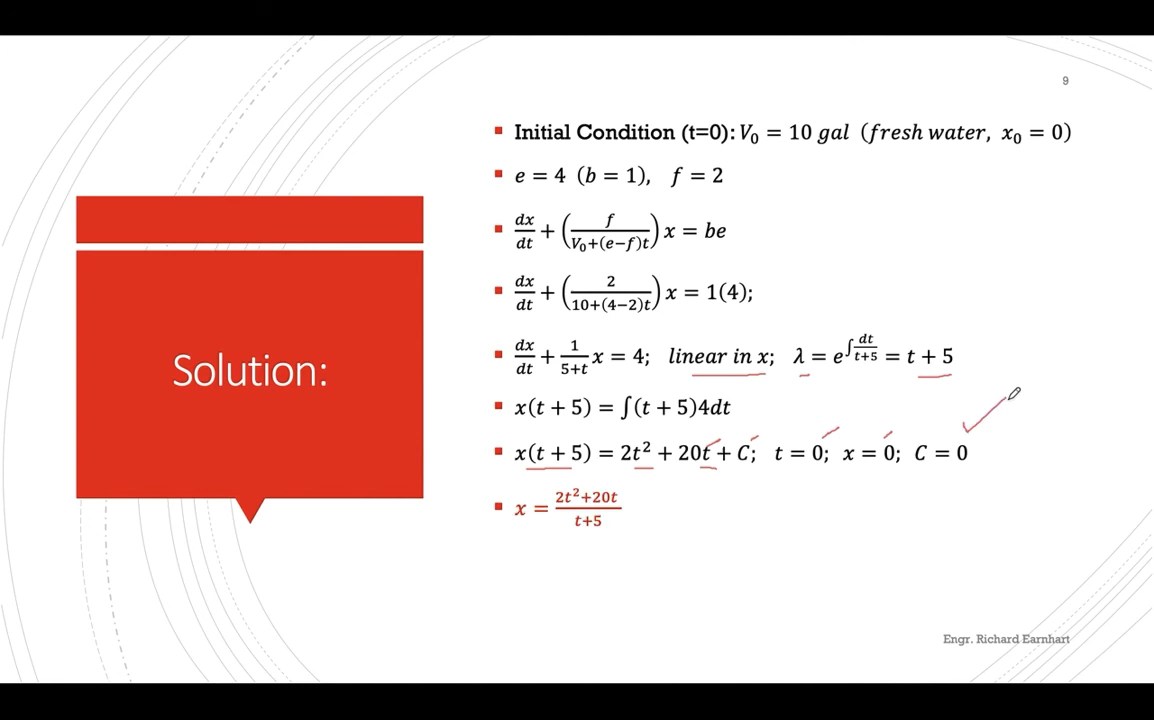 9
Initial Condition (t=0): V₀ = 10 gal (fresh water, x₀ = 0)
e = 4 (b = 1), f = 2
dx/dt + (f/(V₀+(e−f)t)) x = be
dx/dt + (2/(10+(4−2)t)) x = 1(4);
dx/dt + 1/(5+t) x = 4; linear in x; λ = e^(∫dt/(t+5)) = t + 5
x(t + 5) = ∫(t + 5)4dt
x(t + 5) = 2t² + 20t + C; t = 0; x = 0; C = 0
x = (2t²+20t)/(t+5)
Solution:
Engr. Richard Earnhart